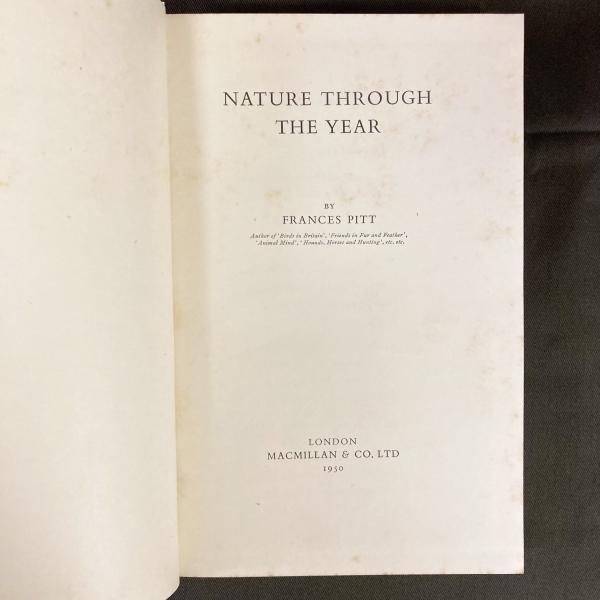 NATURE THROUGH
THE YEAR
BY
FRANCES PITT
Author of 'Birds in Britain', 'Friends in Fur and Feather',
'Animal Mind', 'Hounds, Horses and Hunting', etc. etc.
LONDON
MACMILLAN & CO. LTD
1950